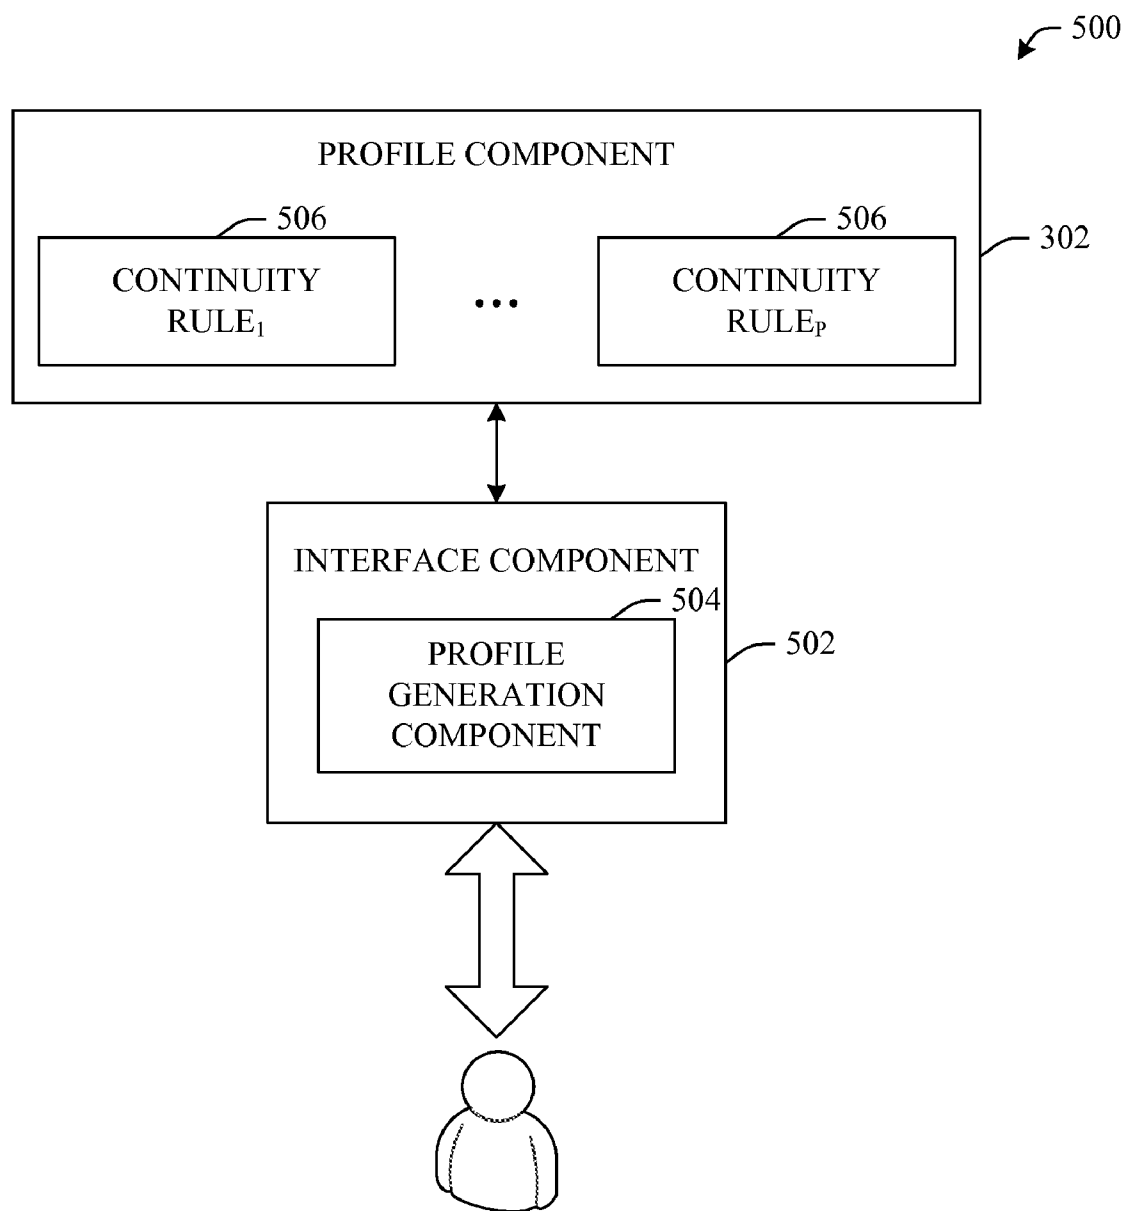 500
PROFILE COMPONENT
506
506
302
CONTINUITY
RULE₁
...
CONTINUITY
RULEₚ
INTERFACE COMPONENT
504
502
PROFILE
GENERATION
COMPONENT